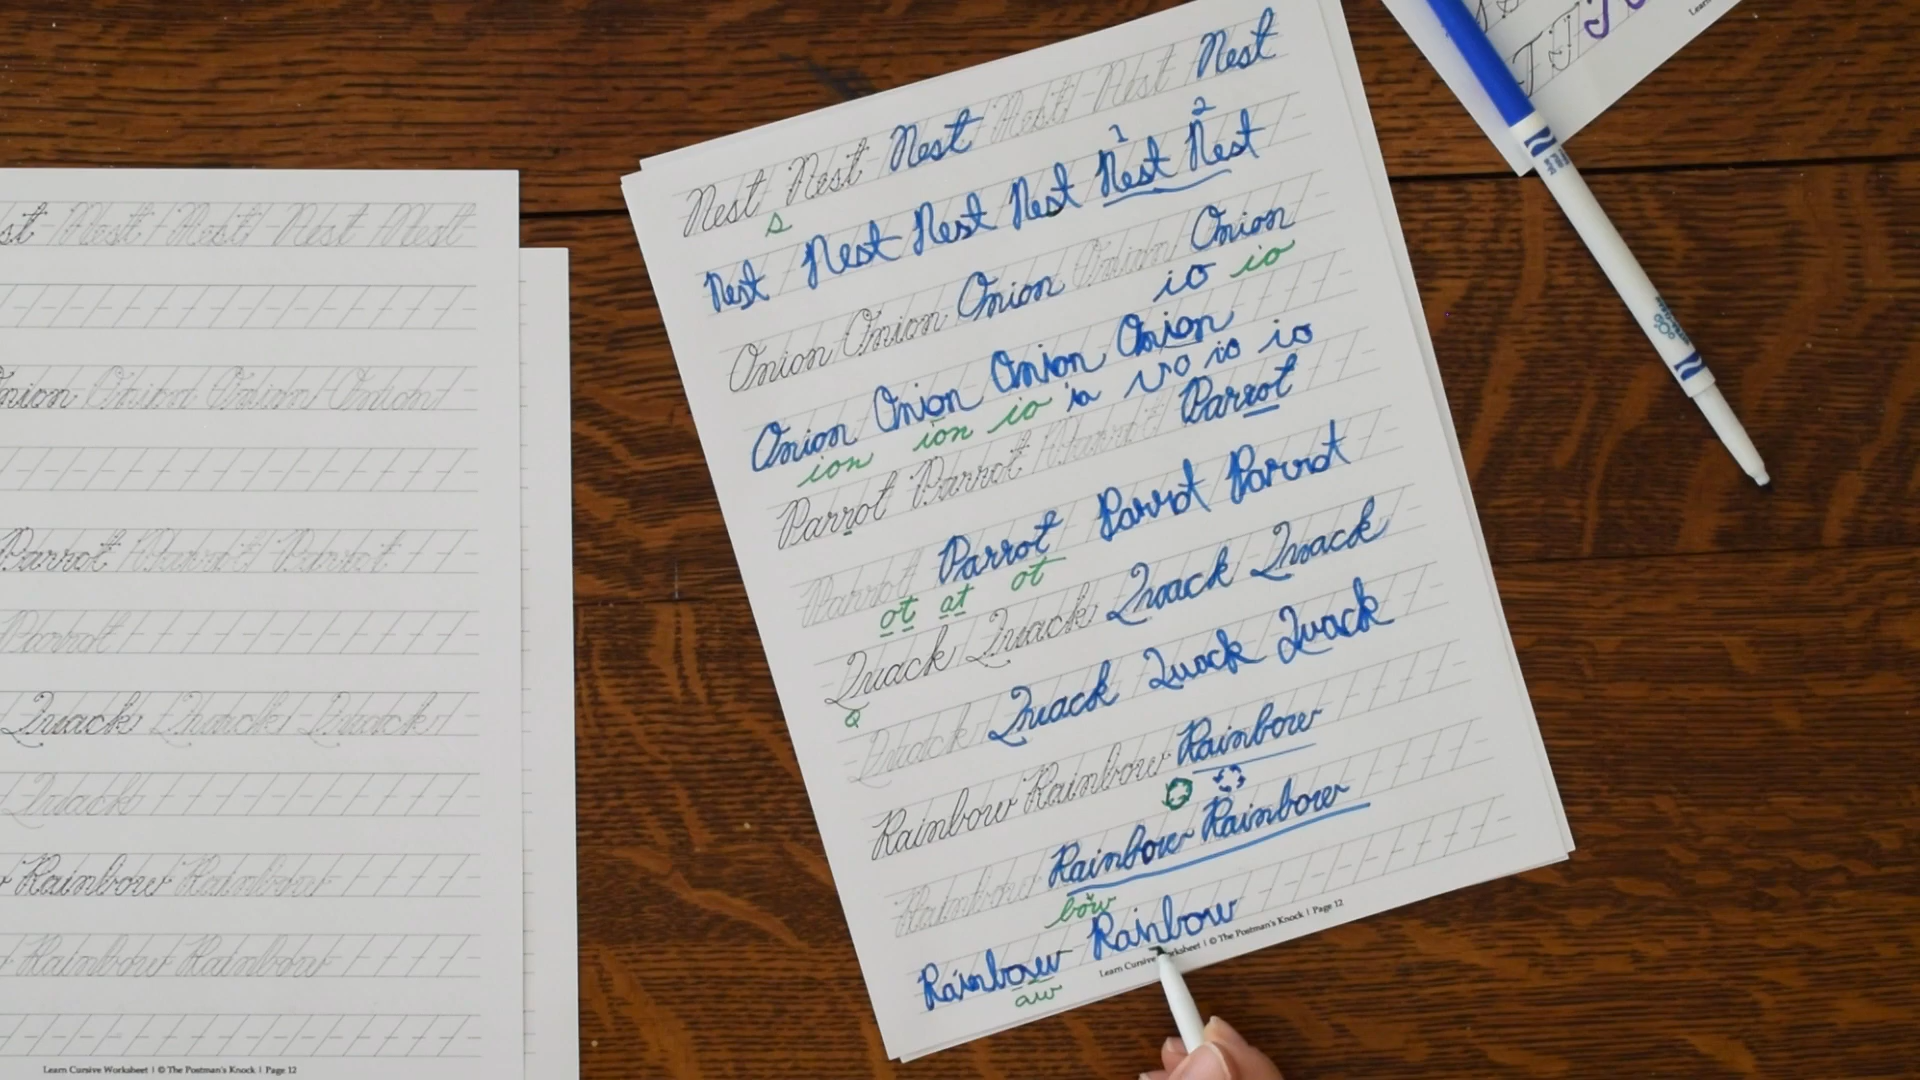 Nest Nest Nest Nest Nest Nest
s
1 2
Nest Nest Nest Nest Nest Nest
Onion Onion Onion Onion Onion
io io
Onion Onion Onion Onion
ion ion io io io io
Parrot Parrot Parrot Parrot Parrot
Parrot Parrot Parrot Parrot
ot at ot
Quack Quack Quack Quack
Q
Quack Quack Quack Quack
Rainbow Rainbow Rainbow
Rainbow Rainbow Rainbow
bow
Rainbow Rainbow
aw
Learn Cursive Worksheet | © The Postman's Knock | Page 12
Nest Nest Nest Nest
Onion Onion Onion
Parrot Parrot Parrot
Parrot
Quack Quack Quack
Quack
Rainbow Rainbow
Rainbow Rainbow
Learn Cursive Worksheet | © The Postman's Knock | Page 12